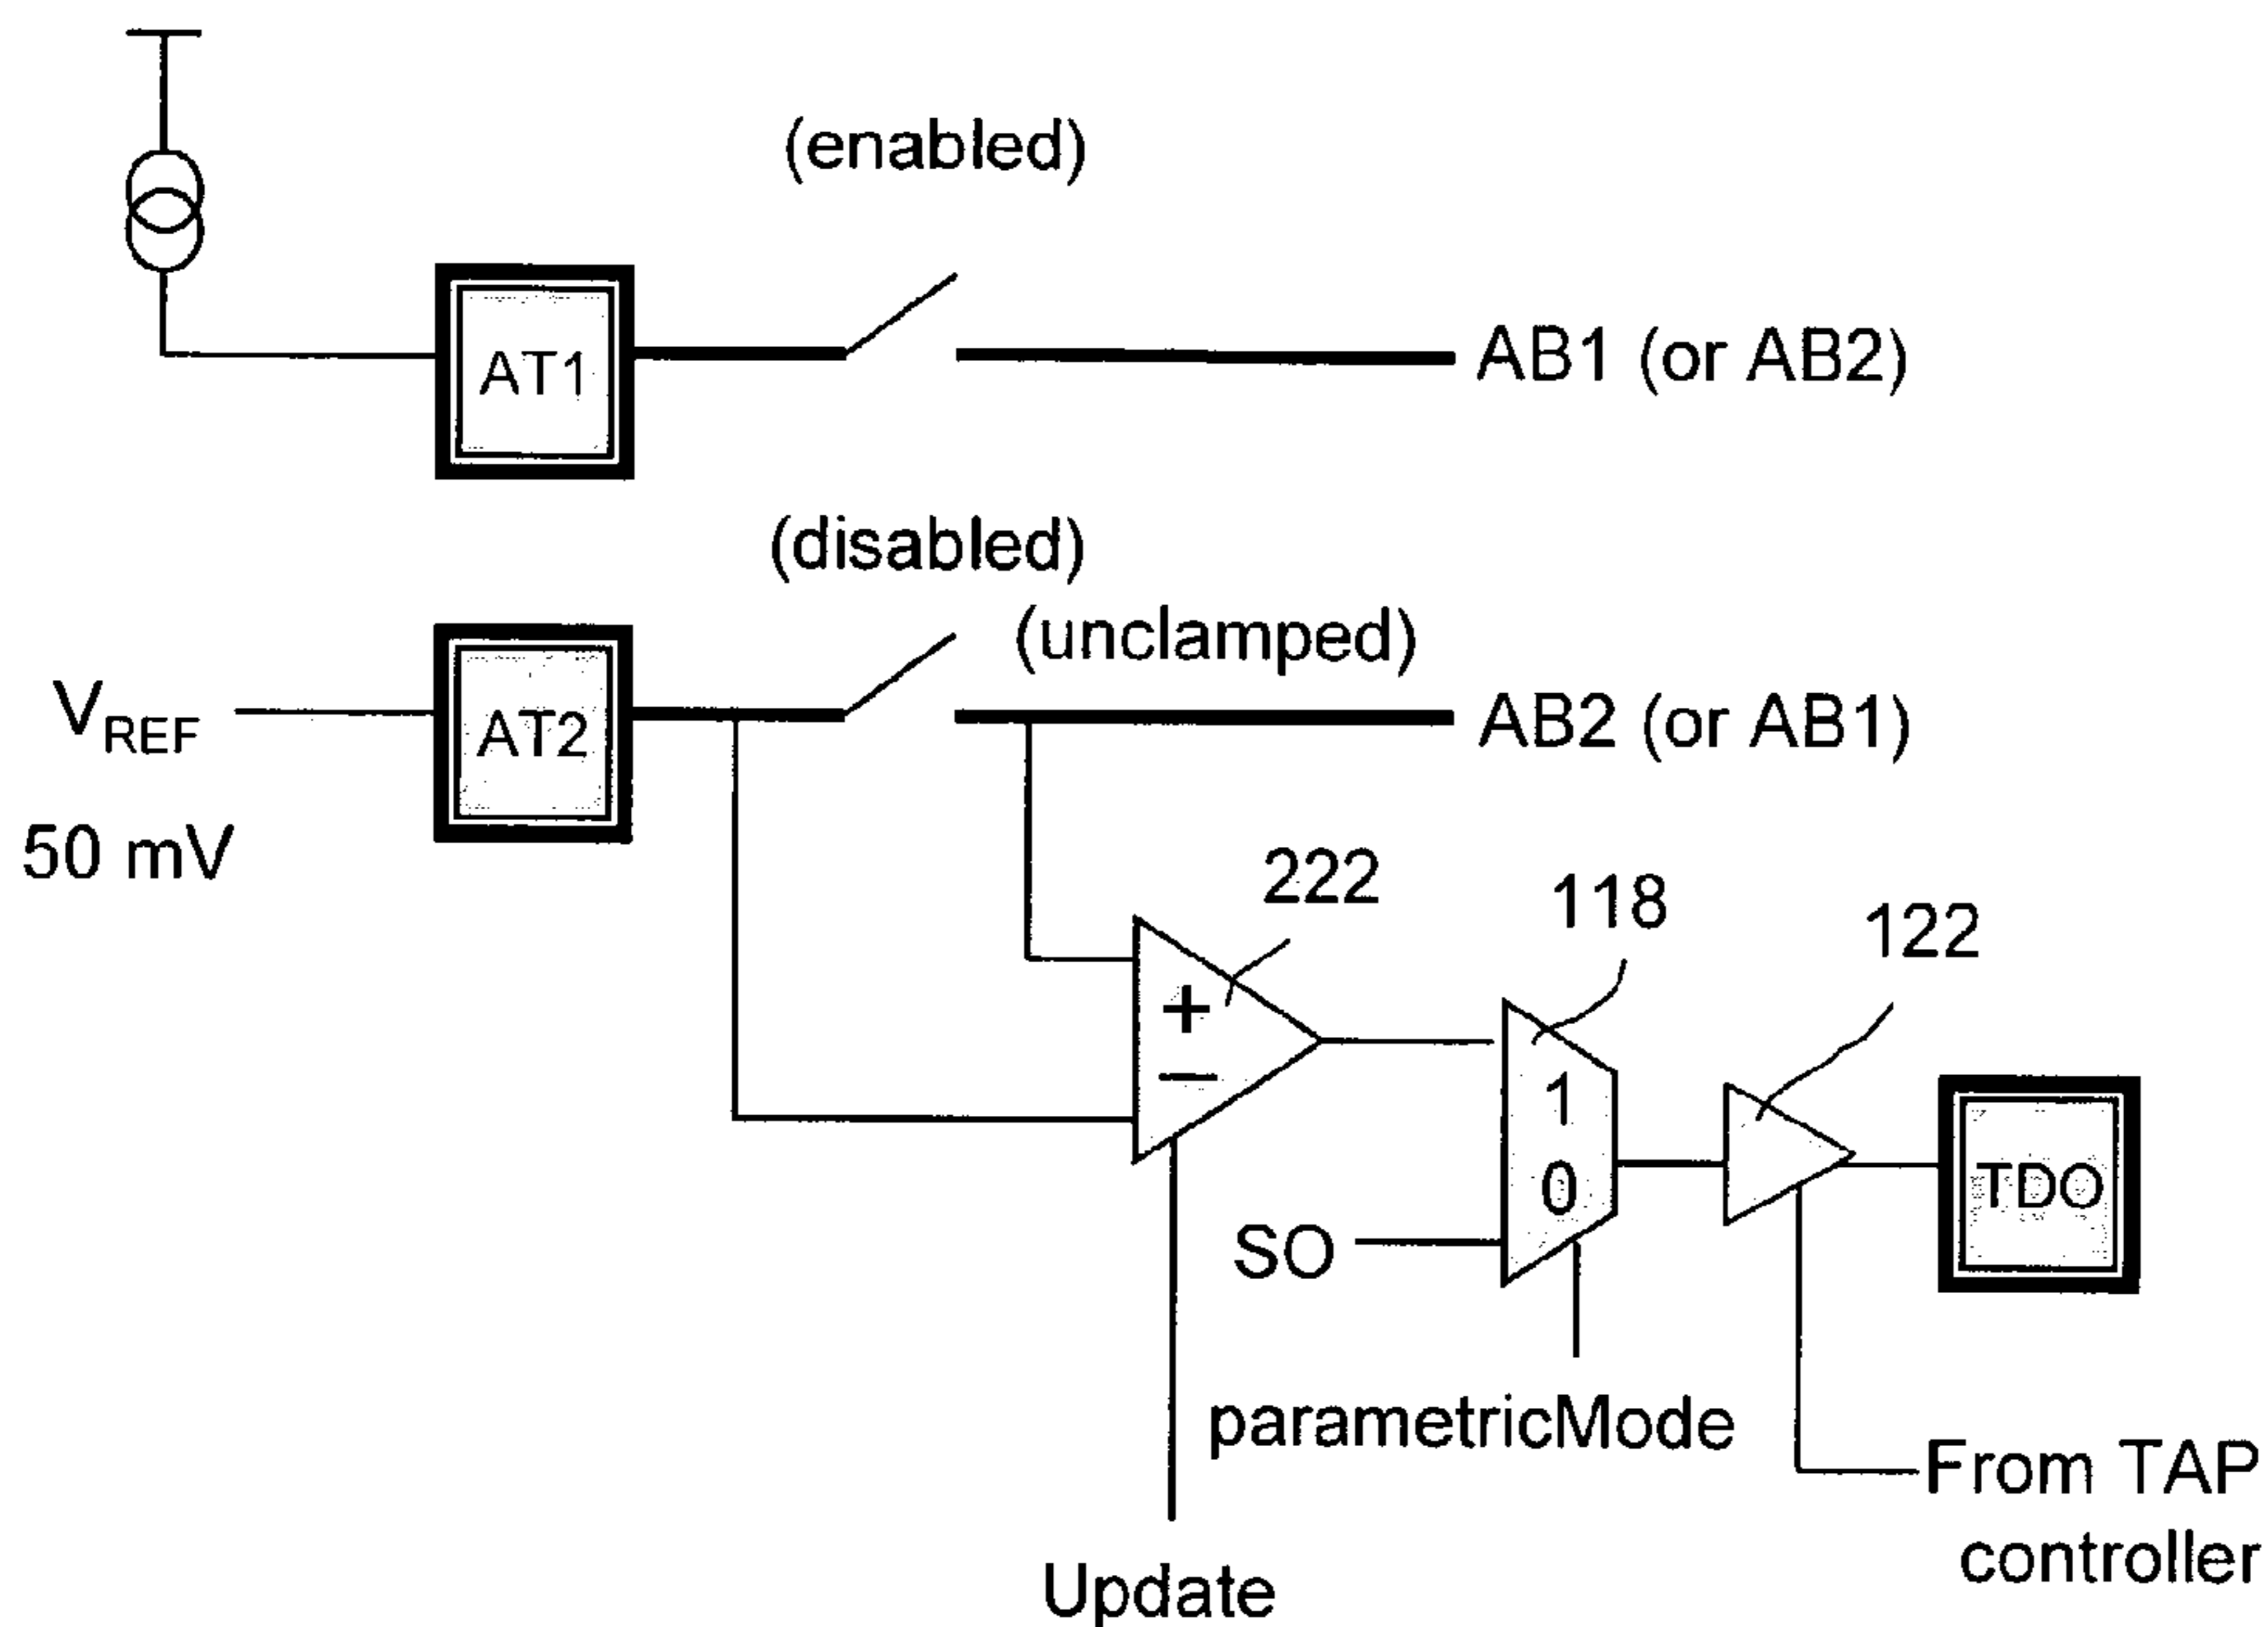 (enabled)
AT1
AB1 (or AB2)
(disabled)
(unclamped)
VREF
AT2
AB2 (or AB1)
50 mV
222
118
122
+
−
1
0
TDO
SO
parametricMode
From TAP
controller
Update